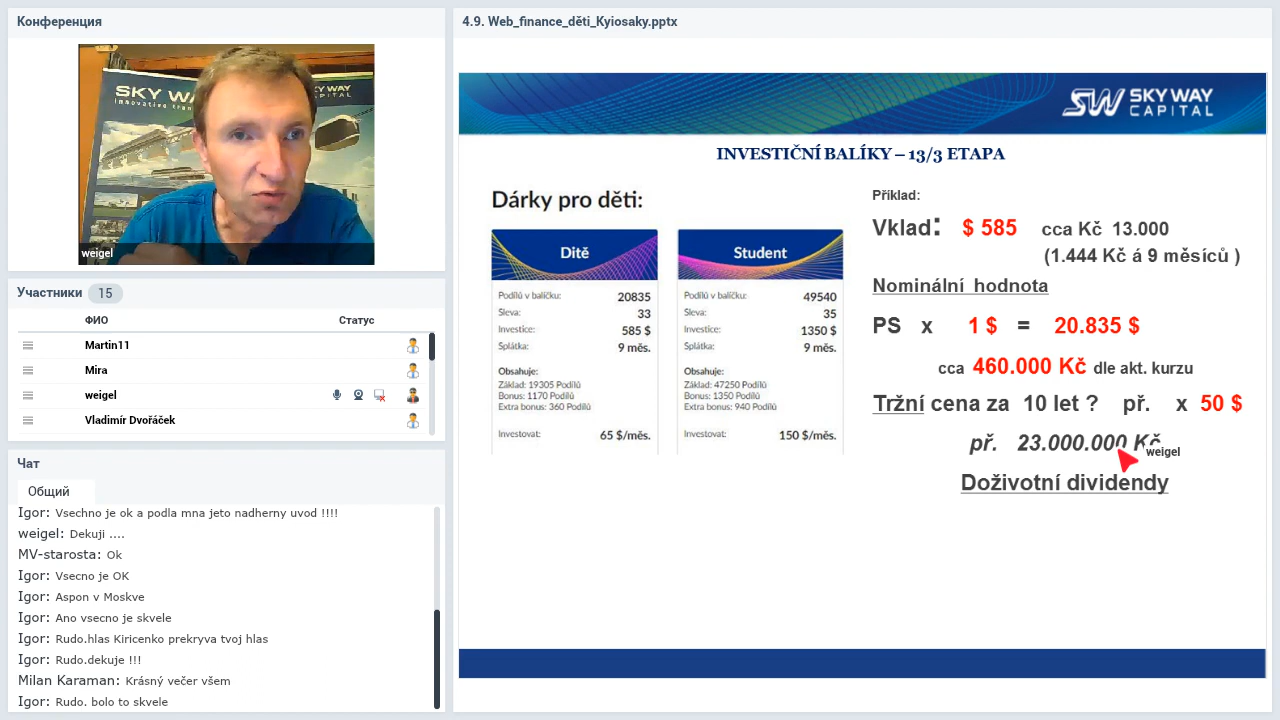 Конференция
SKY WAY
WAY
CAPITAL
weigel
Участники 15
ФИО Статус
Martin11
Mira
weigel
Vladimír Dvořáček
Чат
Общий
Igor: Vsechno je ok a podla mna jeto nadherny uvod !!!!
weigel: Dekuji ....
MV-starosta: Ok
Igor: Vsecno je OK
Igor: Aspon v Moskve
Igor: Ano vsecno je skvele
Igor: Rudo.hlas Kiricenko prekryva tvoj hlas
Igor: Rudo.dekuje !!!
Milan Karaman: Krásný večer všem
Igor: Rudo. bolo to skvele
4.9. Web_finance_děti_Kyiosaky.pptx
SW SKY WAY
CAPITAL
INVESTIČNÍ BALÍKY – 13/3 ETAPA
Dárky pro děti:
Ditě
Podílů v balíčku: 20835
Sleva: 33
Investice: 585 $
Splátka: 9 měs.
Obsahuje:
Základ: 19305 Podílů
Bonus: 1170 Podílů
Extra bonus: 360 Podílů
Investovat: 65 $/měs.
Student
Podílů v balíčku: 49540
Sleva: 35
Investice: 1350 $
Splátka: 9 měs.
Obsahuje:
Základ: 47250 Podílů
Bonus: 1350 Podílů
Extra bonus: 940 Podílů
Investovat: 150 $/měs.
Příklad:
Vklad: $ 585 cca Kč 13.000
(1.444 Kč á 9 měsíců )
Nominální hodnota
PS x 1 $ = 20.835 $
cca 460.000 Kč dle akt. kurzu
Tržní cena za 10 let ? př. x 50 $
př. 23.000.000 Kč
weigel
Doživotní dividendy